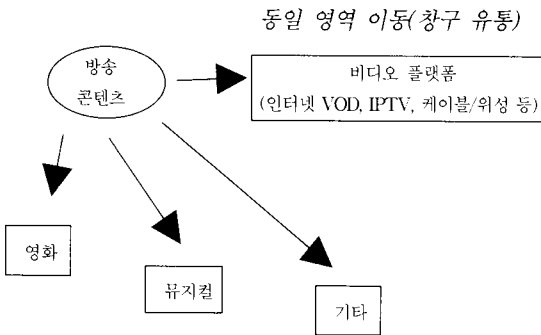 동일 영역 이동(창구 유통)
방송
콘텐츠
비디오 플랫폼
(인터넷 VOD, IPTV, 케이블/위성 등)
영화
뮤지컬
기타